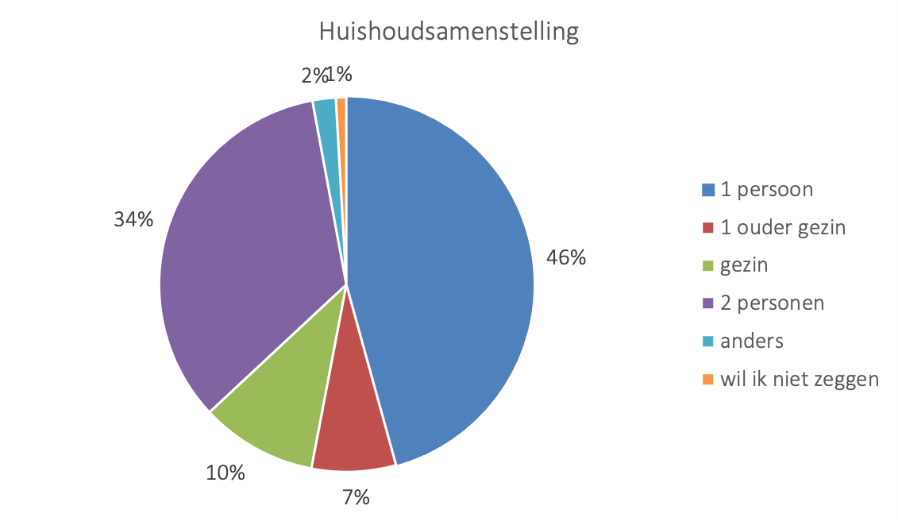 Huishoudsamenstelling
2%
1%
34%
46%
10%
7%
1 persoon
1 ouder gezin
gezin
2 personen
anders
wil ik niet zeggen